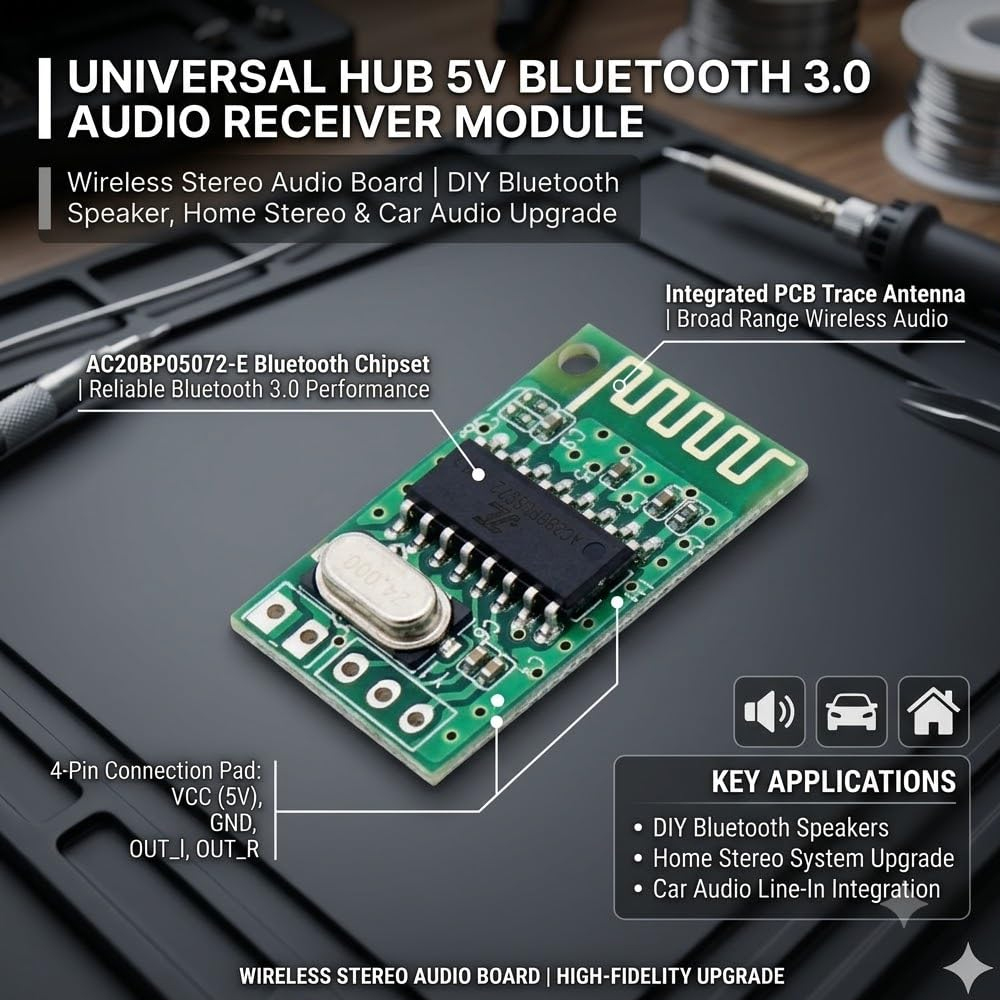 UNIVERSAL HUB 5V BLUETOOTH 3.0
AUDIO RECEIVER MODULE
Wireless Stereo Audio Board | DIY Bluetooth
Speaker, Home Stereo & Car Audio Upgrade
Integrated PCB Trace Antenna
| Broad Range Wireless Audio
AC20BP05072-E Bluetooth Chipset
| Reliable Bluetooth 3.0 Performance
24.000
4-Pin Connection Pad:
VCC (5V),
GND,
OUT_I, OUT_R
KEY APPLICATIONS
• DIY Bluetooth Speakers
• Home Stereo System Upgrade
• Car Audio Line-In Integration
WIRELESS STEREO AUDIO BOARD | HIGH-FIDELITY UPGRADE